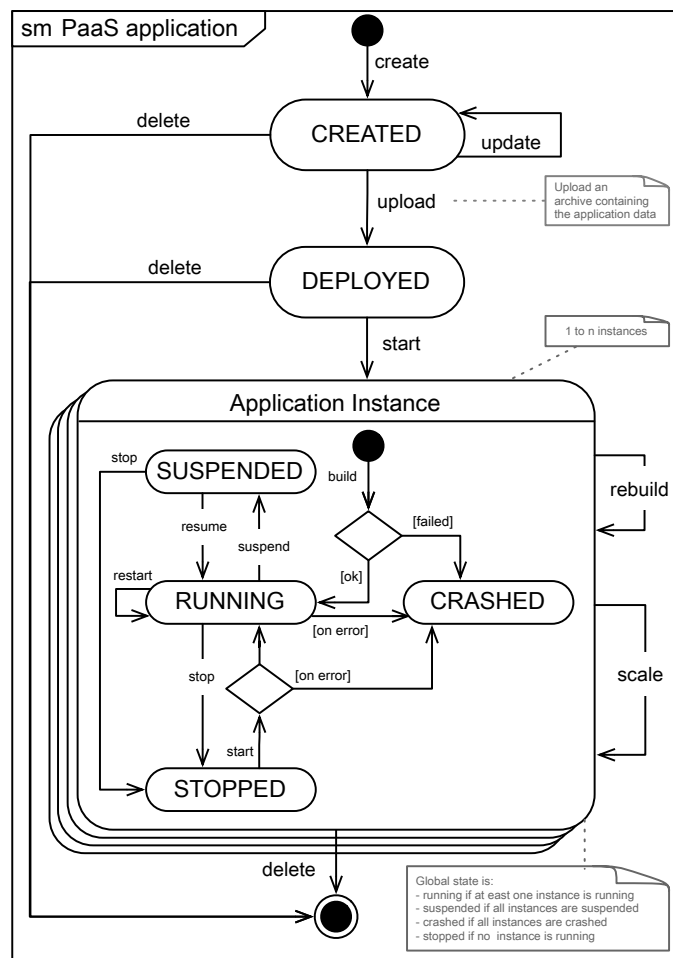 sm PaaS application
create
delete
CREATED
update
upload
Upload an
archive containing
the application data
delete
DEPLOYED
start
1 to n instances
Application Instance
stop
SUSPENDED
build
rebuild
resume
suspend
[failed]
[ok]
restart
RUNNING
CRASHED
[on error]
stop
[on error]
scale
start
STOPPED
delete
Global state is:
- running if at east one instance is running
- suspended if all instances are suspended
- crashed if all instances are crashed
- stopped if no instance is running